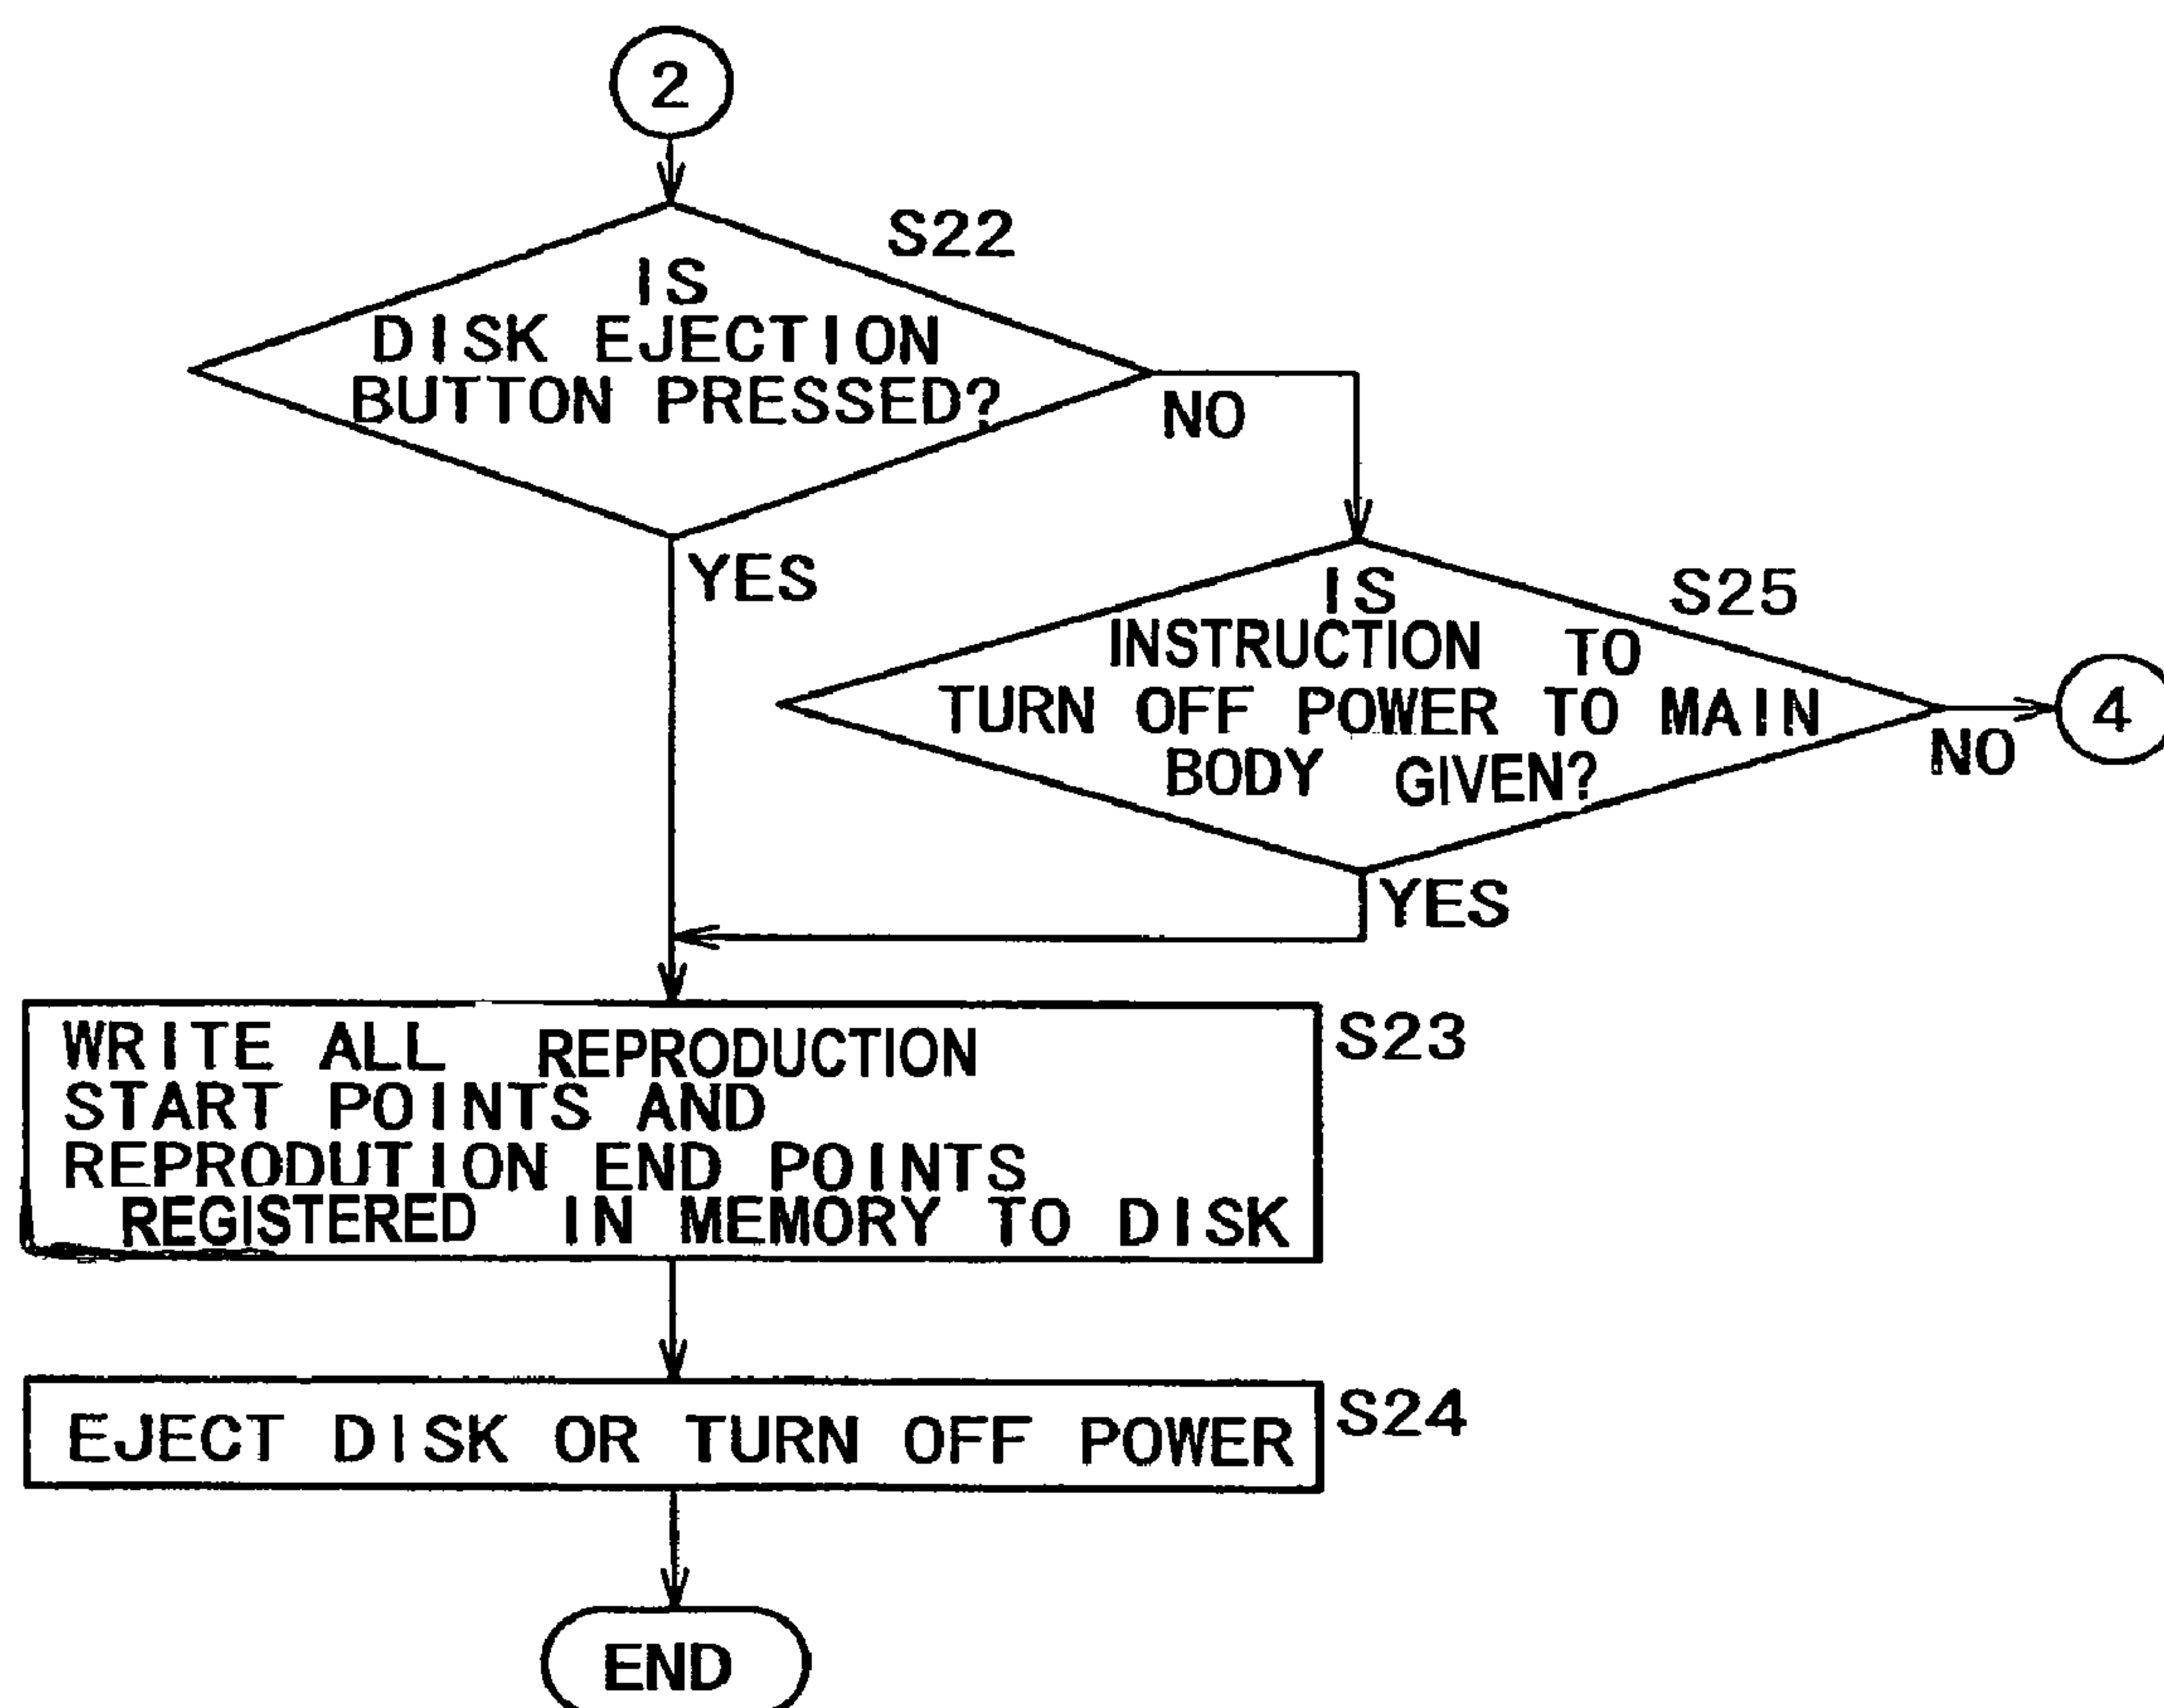 2
S22
IS
DISK EJECTION
BUTTON PRESSED?
NO
YES
S25
IS
INSTRUCTION TO
TURN OFF POWER TO MAIN
BODY GIVEN?
NO
4
YES
S23
WRITE ALL REPRODUCTION
START POINTS AND
REPRODUTION END POINTS
REGISTERED IN MEMORY TO DISK
S24
EJECT DISK OR TURN OFF POWER
END